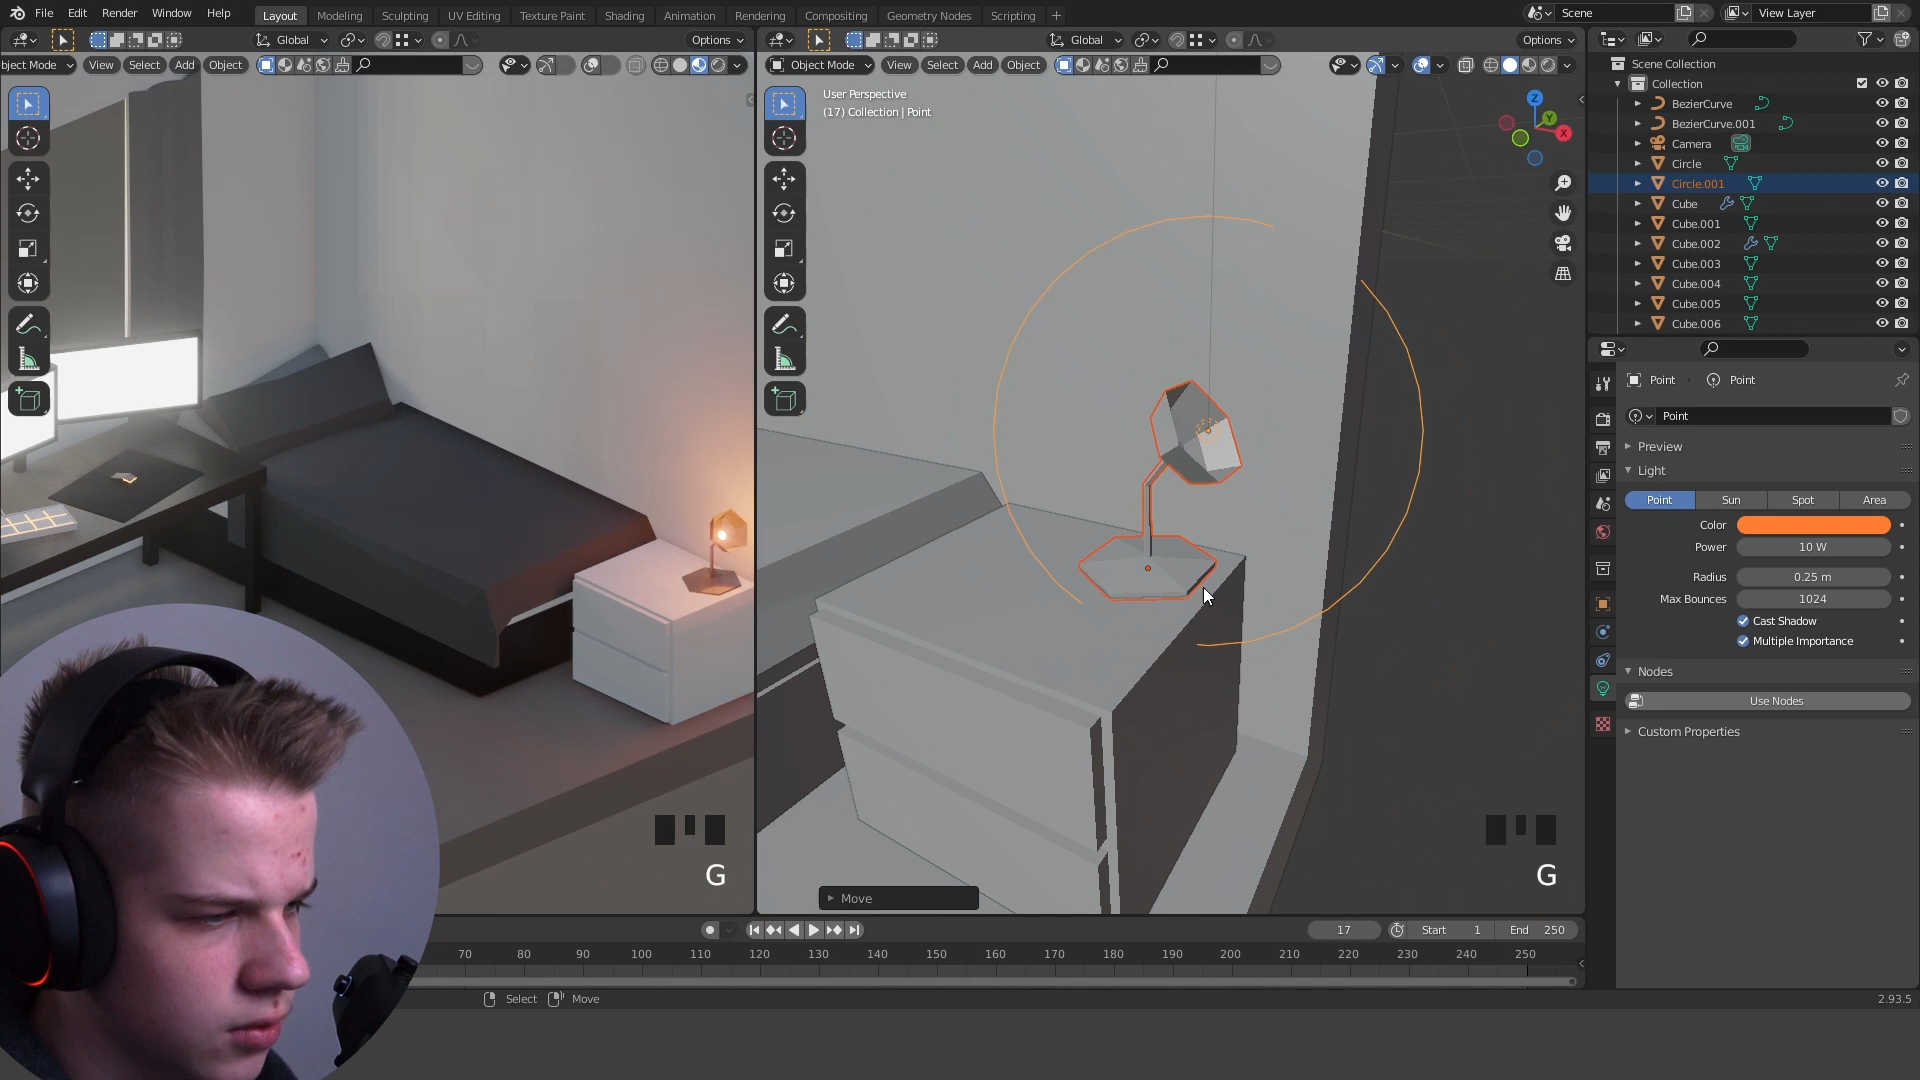 File Edit Render Window Help
Layout Modeling Sculpting UV Editing Texture Paint Shading Animation Rendering Compositing Geometry Nodes Scripting +
Scene
View Layer
Global
Options
Global
Options
bject Mode View Select Add Object
Object Mode View Select Add Object
User Perspective
(17) Collection | Point
Z
Y
X
Scene Collection
Collection
BezierCurve
BezierCurve.001
Camera
Circle
Circle.001
Cube
Cube.001
Cube.002
Cube.003
Cube.004
Cube.005
Cube.006
Point
Point
Point
Preview
Light
Point Sun Spot Area
Color
Power 10 W
Radius 0.25 m
Max Bounces 1024
Cast Shadow
Multiple Importance
Nodes
Use Nodes
Custom Properties
G
G
Move
17 Start 1 End 250
70 80 90 100 110 120 130 140 150 160 170 180 190 200 210 220 230 240 250
Select Move
2.93.5